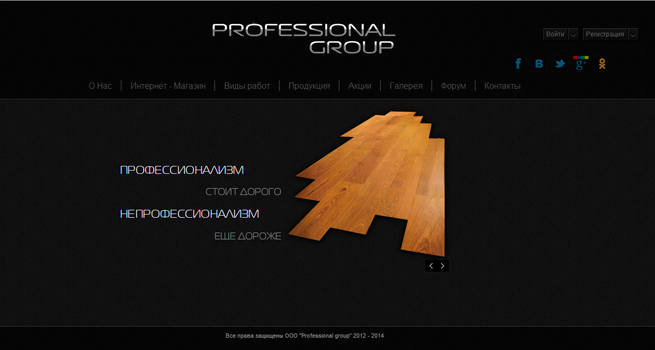 PROFESSIONAL
GROUP
Войти
Регистрация
О Нас
Интернет - Магазин
Виды работ
Продукция
Акции
Галерея
Форум
Контакты
ПРОФЕССИОНАЛИЗМ
СТОИТ ДОРОГО
НЕПРОФЕССИОНАЛИЗМ
ЕЩЕ ДОРОЖЕ
Все права защищены ООО "Professional group" 2012 - 2014